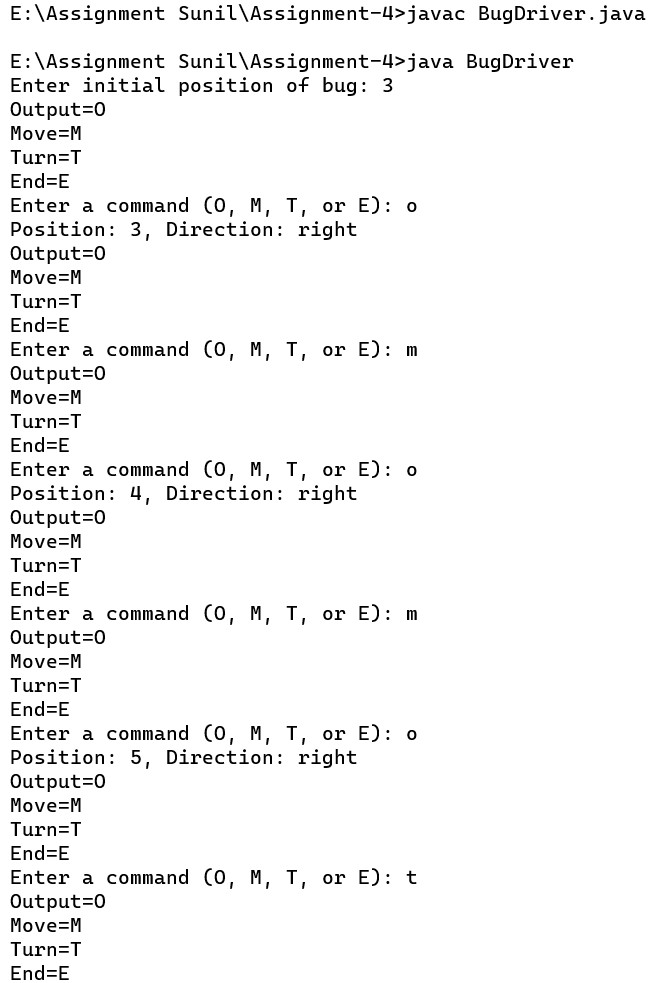 E:\Assignment Sunil\Assignment-4>javac BugDriver.java
E:\Assignment Sunil\Assignment-4>java BugDriver
Enter initial position of bug: 3
Output=O
Move=M
Turn=T
End=E
Enter a command (O, M, T, or E): o
Position: 3, Direction: right
Output=O
Move=M
Turn=T
End=E
Enter a command (O, M, T, or E): m
Output=O
Move=M
Turn=T
End=E
Enter a command (O, M, T, or E): o
Position: 4, Direction: right
Output=O
Move=M
Turn=T
End=E
Enter a command (O, M, T, or E): m
Output=O
Move=M
Turn=T
End=E
Enter a command (O, M, T, or E): o
Position: 5, Direction: right
Output=O
Move=M
Turn=T
End=E
Enter a command (O, M, T, or E): t
Output=O
Move=M
Turn=T
End=E